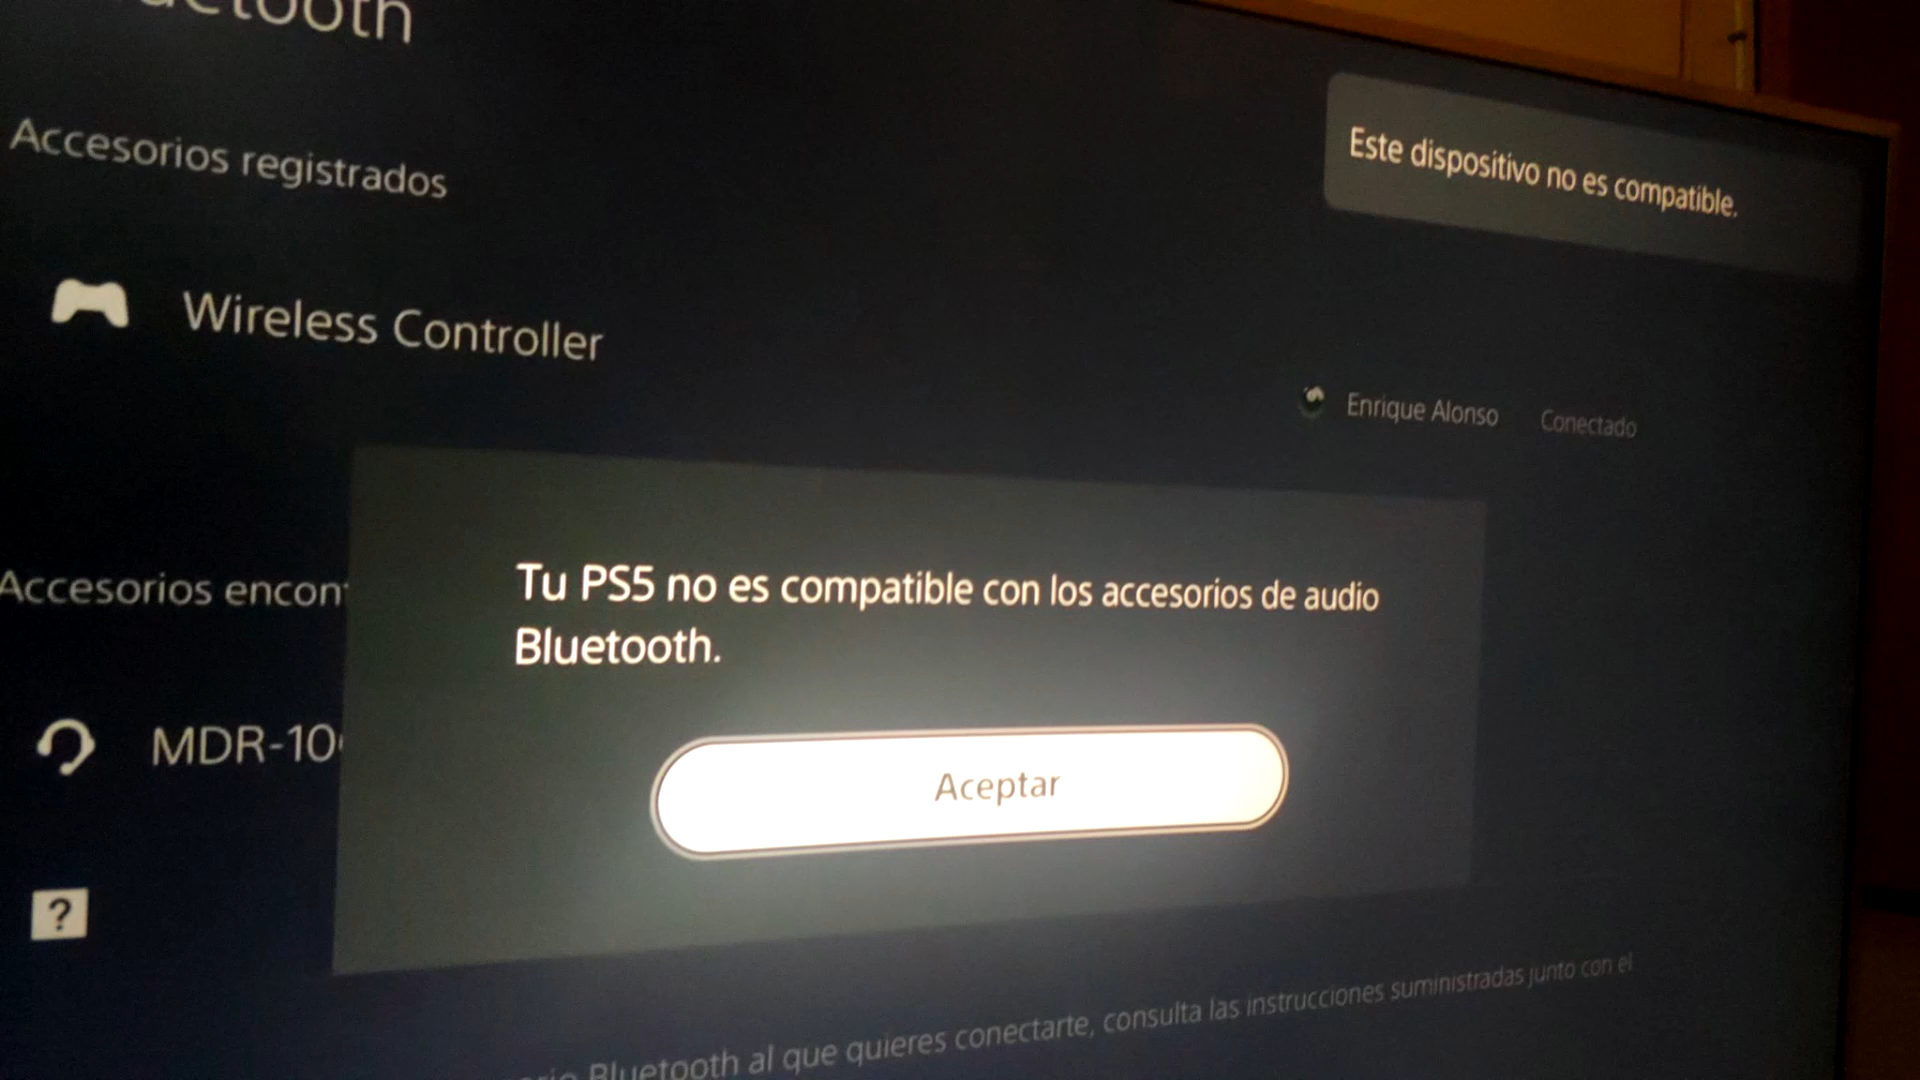 Bluetooth
Accesorios registrados
Este dispositivo no es compatible.
Wireless Controller
Enrique Alonso Conectado
Accesorios encon
Tu PS5 no es compatible con los accesorios de audio
Bluetooth.
MDR-10
Aceptar
?
Bluetooth al que quieres conectarte, consulta las instrucciones suministradas junto con el